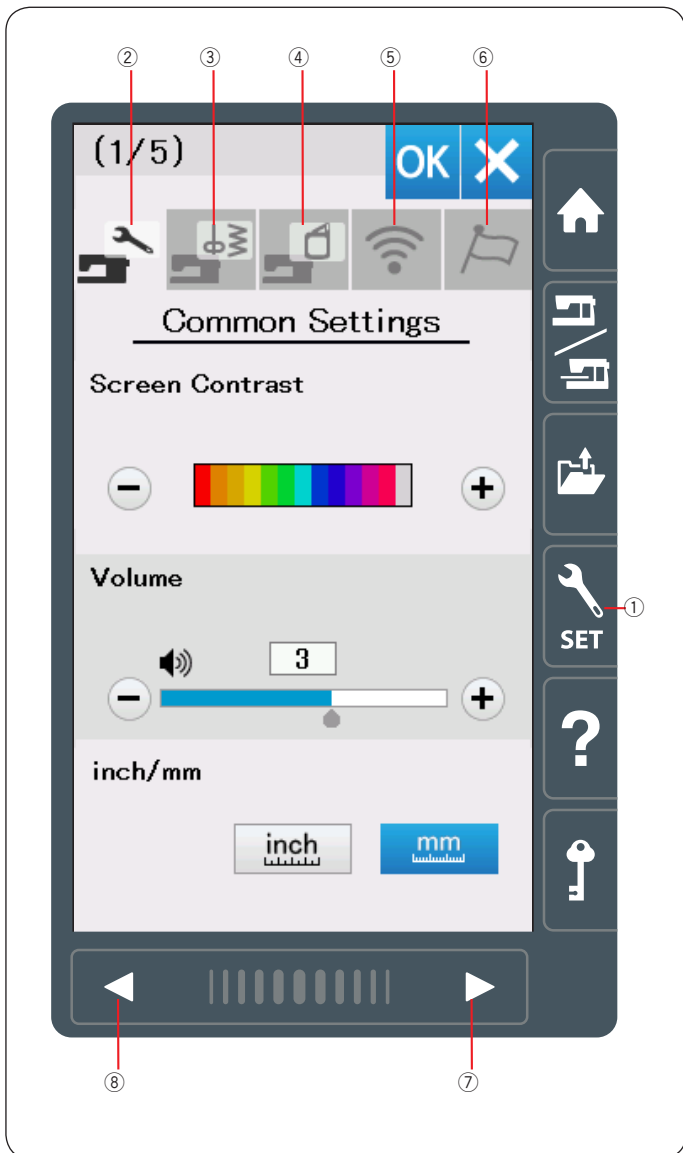 ② ③ ④ ⑤ ⑥
(1/5) OK
Common Settings
Screen Contrast
Volume
①
3
SET
inch/mm
inch mm
?
⑧ ⑦